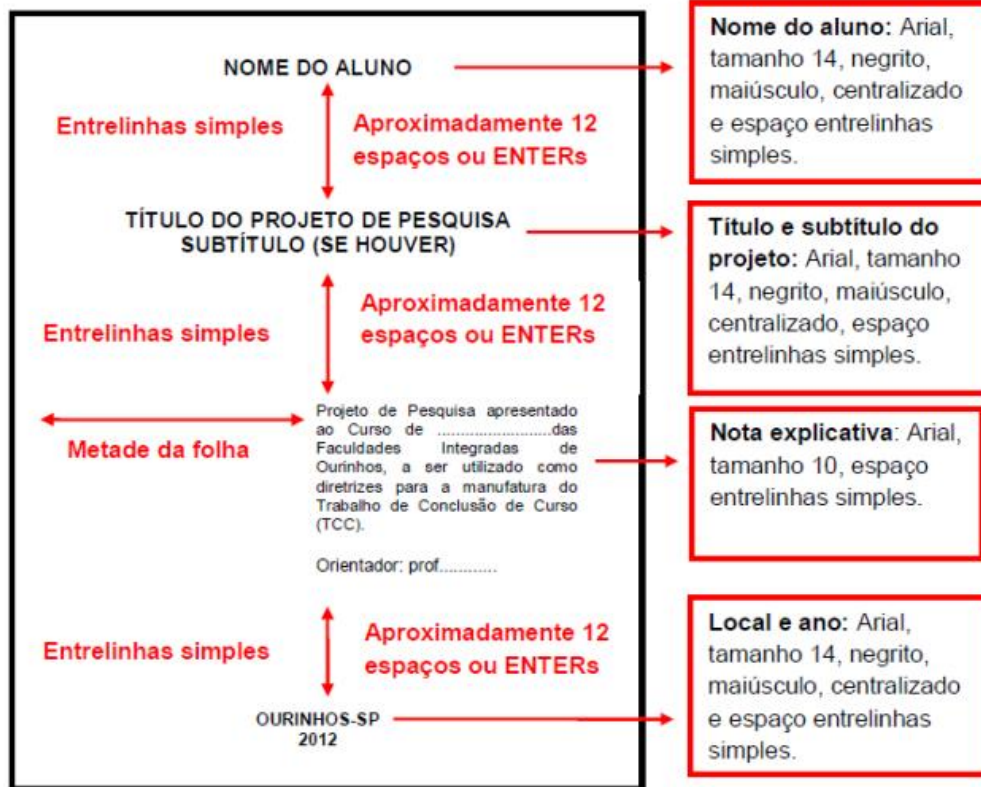 NOME DO ALUNO
Entrelinhas simples
Aproximadamente 12
espaços ou ENTERs
TÍTULO DO PROJETO DE PESQUISA
SUBTÍTULO (SE HOUVER)
Entrelinhas simples
Aproximadamente 12
espaços ou ENTERs
Metade da folha
Projeto de Pesquisa apresentado
ao Curso de ........................das
Faculdades Integradas de
Ourinhos, a ser utilizado como
diretrizes para a manufatura do
Trabalho de Conclusão de Curso
(TCC).
Orientador: prof............
Entrelinhas simples
Aproximadamente 12
espaços ou ENTERs
OURINHOS-SP
2012
Nome do aluno: Arial,
tamanho 14, negrito,
maiúsculo, centralizado
e espaço entrelinhas
simples.
Título e subtítulo do
projeto: Arial, tamanho
14, negrito, maiúsculo,
centralizado, espaço
entrelinhas simples.
Nota explicativa: Arial,
tamanho 10, espaço
entrelinhas simples.
Local e ano: Arial,
tamanho 14, negrito,
maiúsculo, centralizado
e espaço entrelinhas
simples.